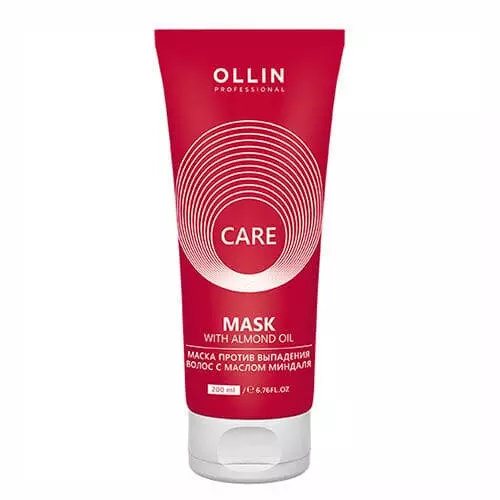 OLLIN
PROFESSIONAL
CARE
MASK
WITH ALMOND OIL
МАСКА ПРОТИВ ВЫПАДЕНИЯ
ВОЛОС С МАСЛОМ МИНДАЛЯ
200 ml / ℮ 6,76FL.OZ